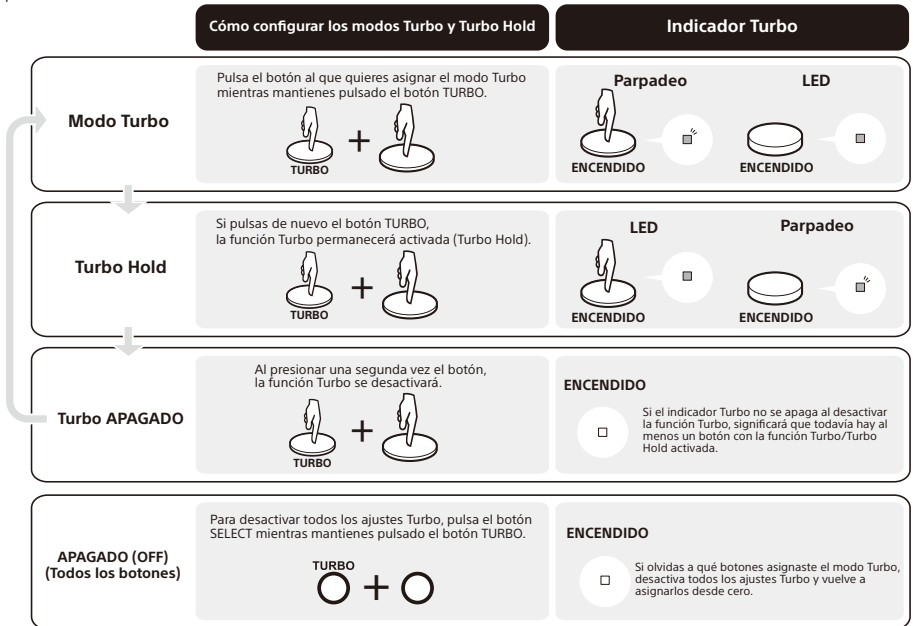 Cómo configurar los modos Turbo y Turbo Hold
Indicador Turbo
Modo Turbo
Pulsa el botón al que quieres asignar el modo Turbo
mientras mantienes pulsado el botón TURBO.
TURBO
+
Parpadeo
ENCENDIDO
LED
ENCENDIDO
Turbo Hold
Si pulsas de nuevo el botón TURBO,
la función Turbo permanecerá activada (Turbo Hold).
TURBO
+
LED
ENCENDIDO
Parpadeo
ENCENDIDO
Turbo APAGADO
Al presionar una segunda vez el botón,
la función Turbo se desactivará.
TURBO
+
ENCENDIDO
Si el indicador Turbo no se apaga al desactivar
la función Turbo, significará que todavía hay al
menos un botón con la función Turbo/Turbo
Hold activada.
APAGADO (OFF)
(Todos los botones)
Para desactivar todos los ajustes Turbo, pulsa el botón
SELECT mientras mantienes pulsado el botón TURBO.
TURBO
+
ENCENDIDO
Si olvidas a qué botones asignaste el modo Turbo,
desactiva todos los ajustes Turbo y vuelve a
asignarlos desde cero.